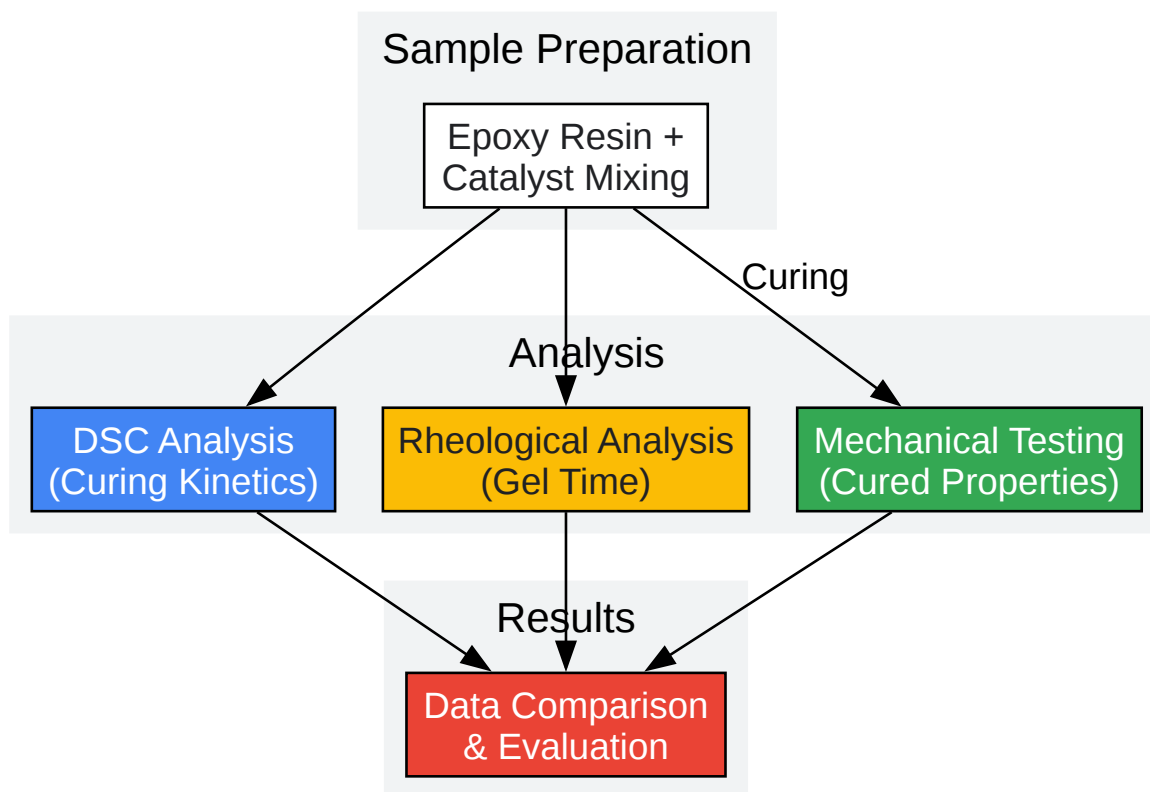 Sample Preparation
Epoxy Resin +
Catalyst Mixing
Curing
Analysis
DSC Analysis
(Curing Kinetics)
Rheological Analysis
(Gel Time)
Mechanical Testing
(Cured Properties)
Results
Data Comparison
& Evaluation